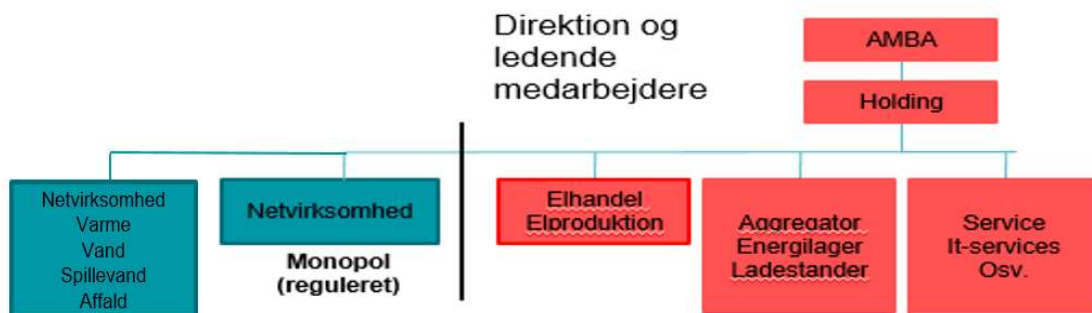 Direktion og
ledende
medarbejdere
AMBA
Holding
Netvirksomhed
Varme
Vand
Spillevand
Affald
Netvirksomhed
Monopol
(reguleret)
Elhandel
Elproduktion
Aggregator
Energilager
Ladestander
Service
It-services
Osv.